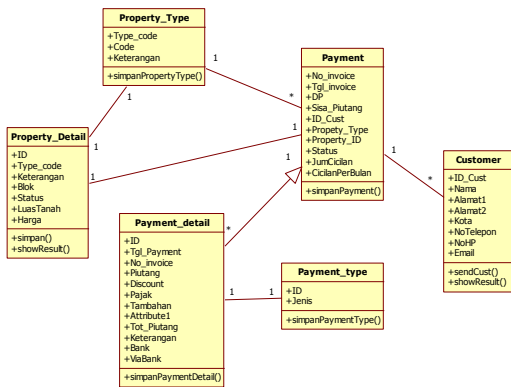 Property_Type
+Type_code
+Code
+Keterangan
+simpanPropertyType()
1
1
Payment
+No_invoice
+Tgl_invoice
+DP
+Sisa_Piutang
+ID_Cust
+Propety_Type
+Property_ID
+Status
+JumCicilan
+CicilanPerBulan
+simpanPayment()
*
1
1
1
Property_Detail
+ID
+Type_code
+Keterangan
+Blok
+Status
+LuasTanah
+Harga
+simpan()
+showResult()
1
1
Customer
+ID_Cust
+Nama
+Alamat1
+Alamat2
+Kota
+NoTelepon
+NoHP
+Email
+sendCust()
+showResult()
*
Payment_detail
+ID
+Tgl_Payment
+No_invoice
+Piutang
+Discount
+Pajak
+Tambahan
+Attribute1
+Tot_Piutang
+Keterangan
+Bank
+ViaBank
+simpanPaymentDetail()
*
1
1
Payment_type
+ID
+Jenis
+simpanPaymentType()